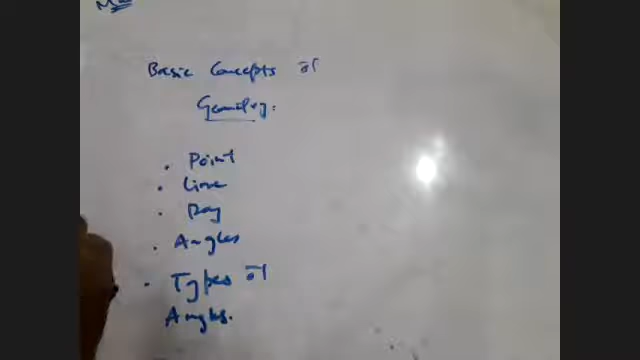 Basic Concepts of
Geometry.
• Point
• Line
• Ray
• Angles
• Types of
Angles.